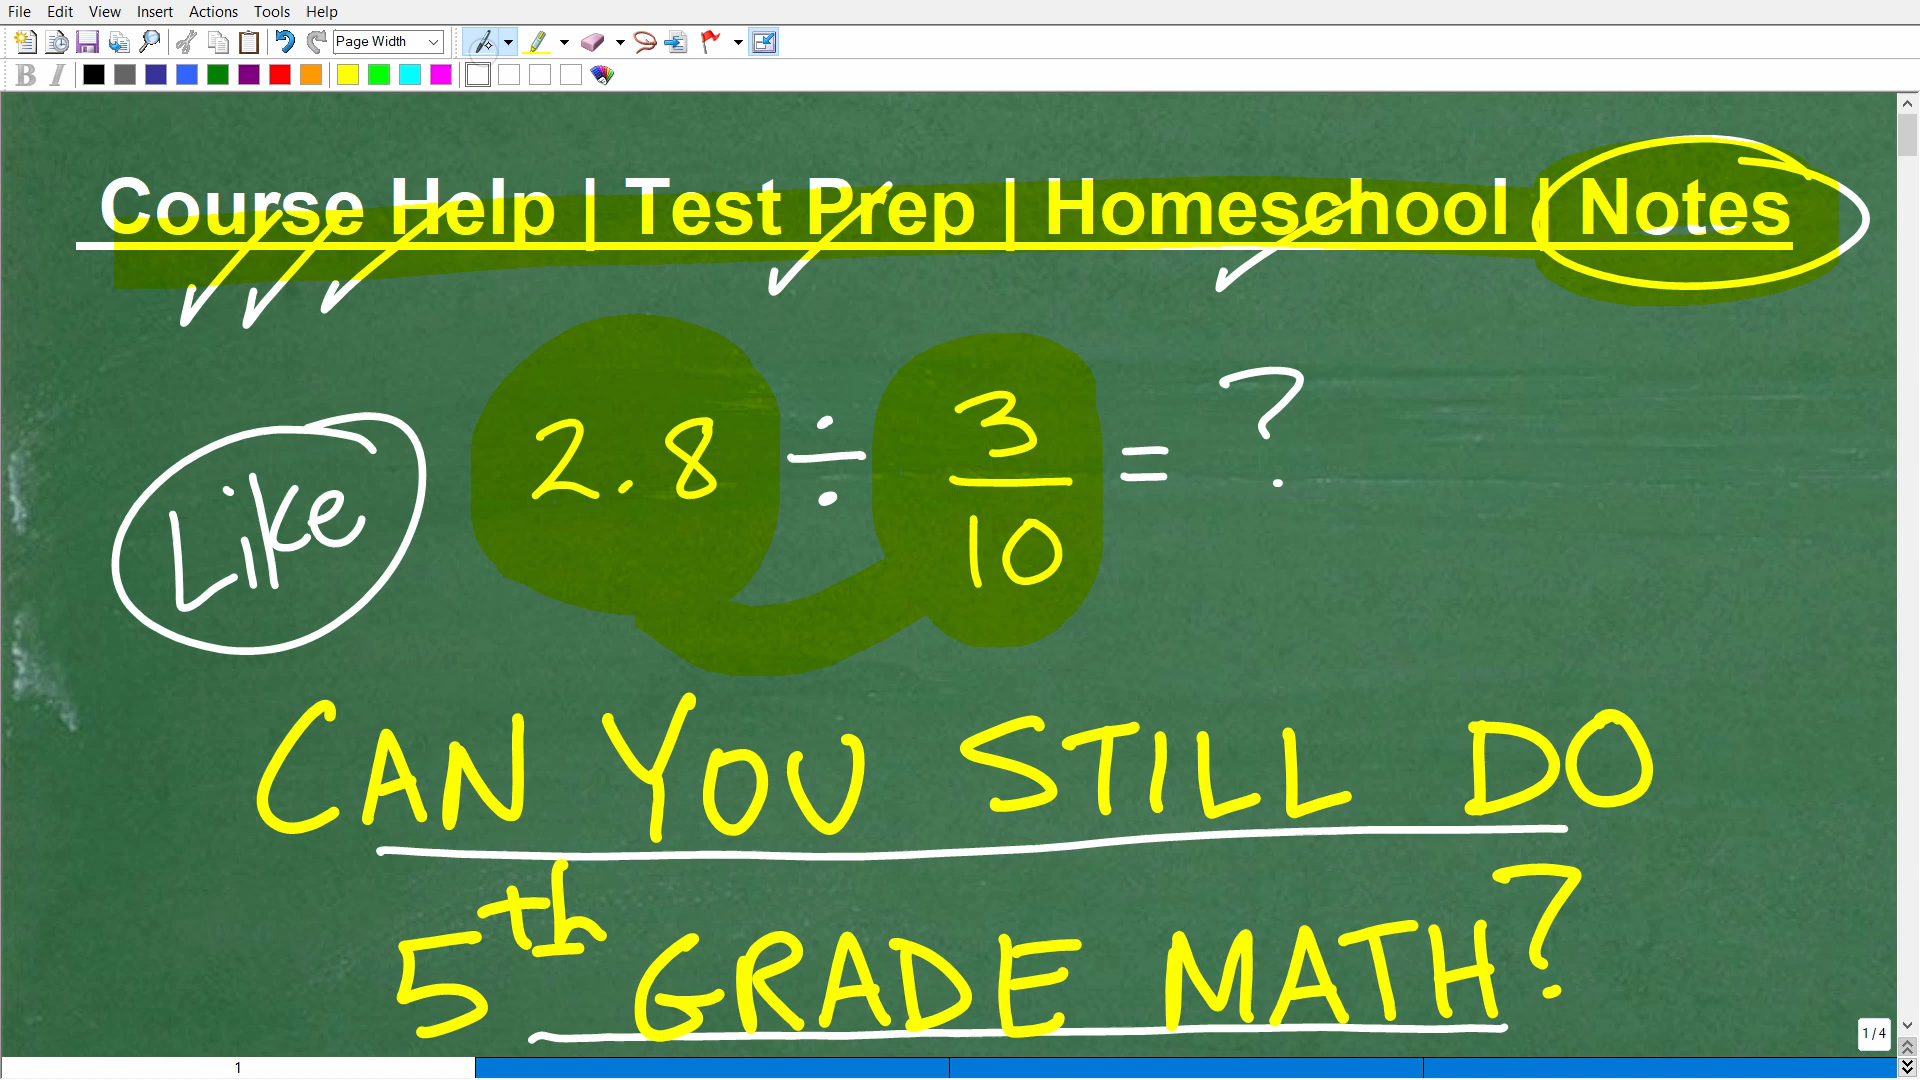 File Edit View Insert Actions Tools Help
Page Width
B I
Course Help | Test Prep | Homeschool | Notes
2.8 ÷ 3/10 = ?
Like
CAN YOU STILL DO
5th GRADE MATH?
1 / 4
1